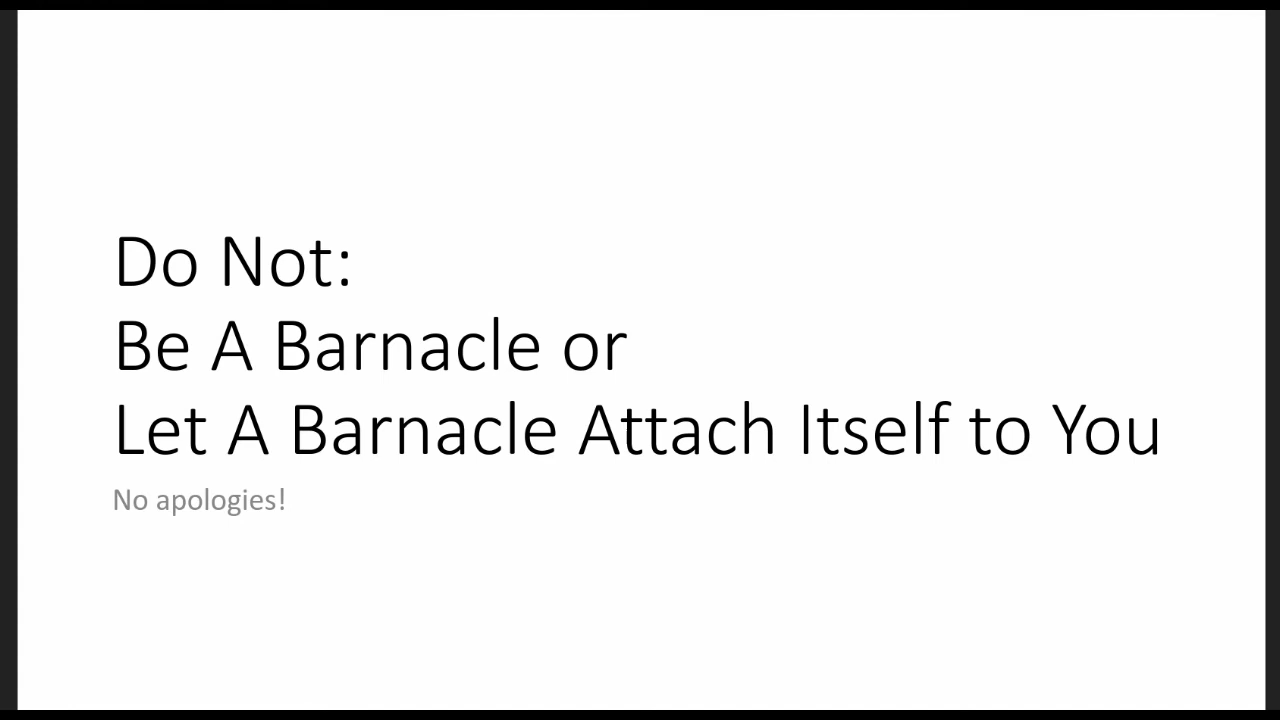 Do Not:
Be A Barnacle or
Let A Barnacle Attach Itself to You
No apologies!